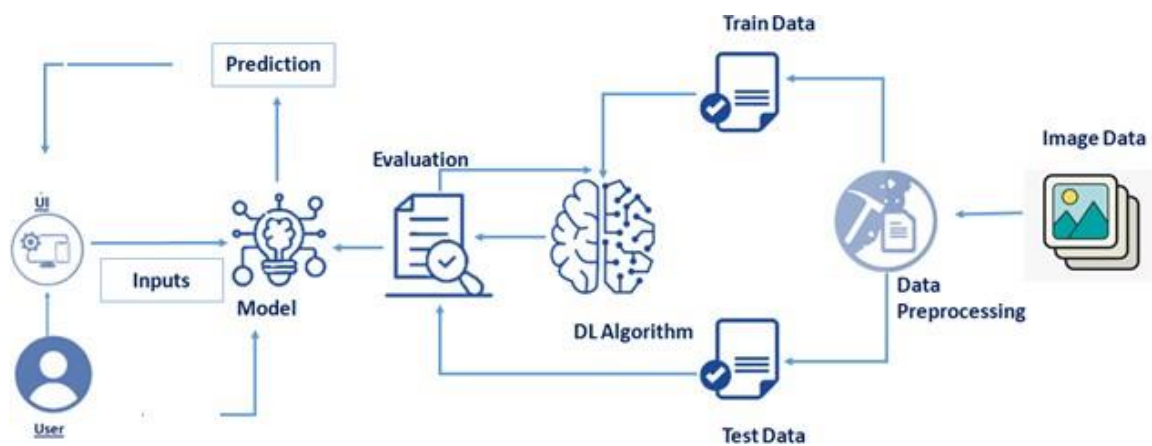 Train Data
Prediction
Image Data
Evaluation
UI
Inputs
Model
Data
Preprocessing
DL Algorithm
User
Test Data